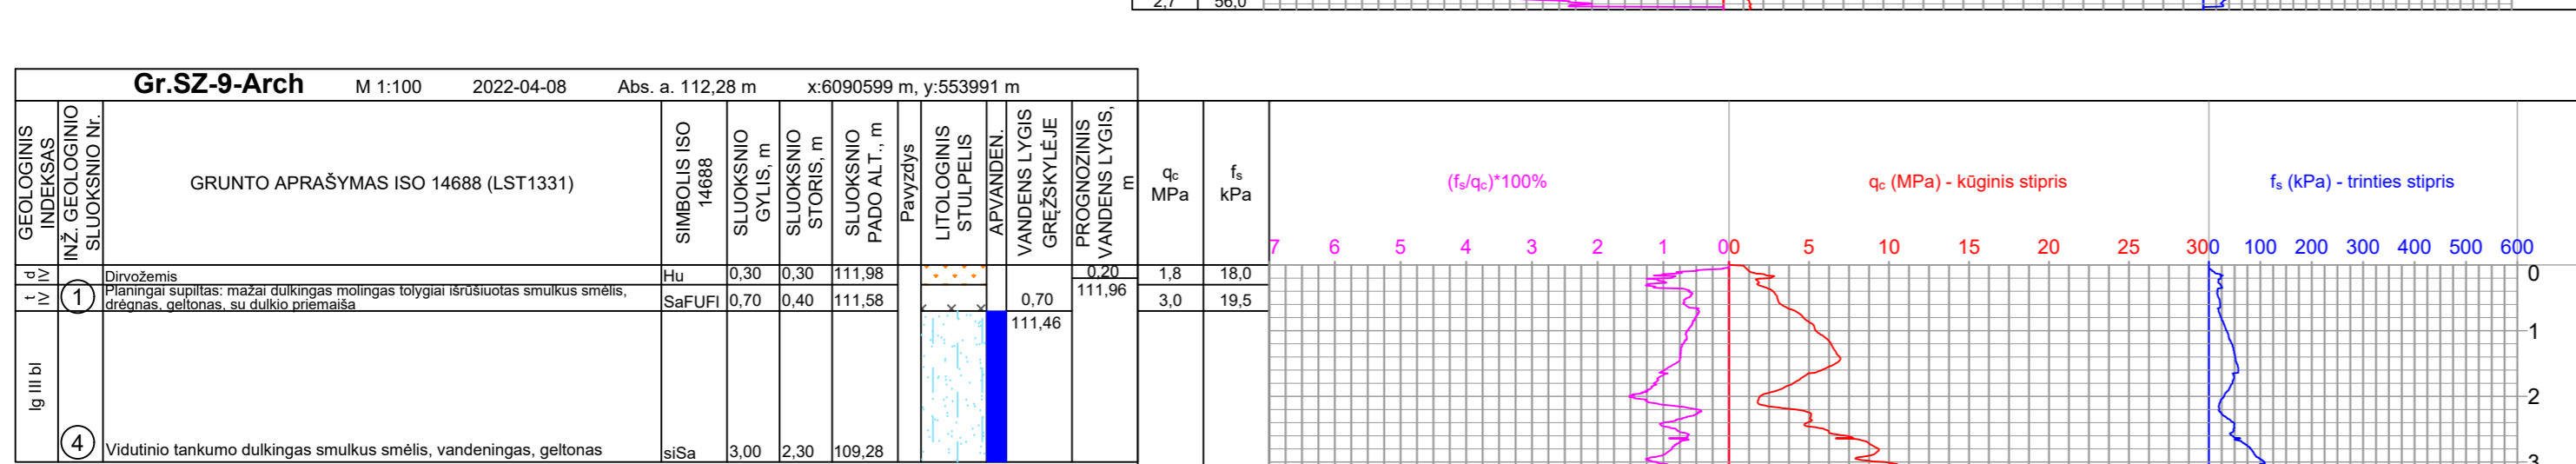 2,7 56,0
Gr.SZ-9-Arch M 1:100 2022-04-08 Abs. a. 112,28 m x:6090599 m, y:553991 m
GEOLOGINIS
INDEKSAS
INŽ. GEOLOGINIO
SLUOKSNIO Nr.
GRUNTO APRAŠYMAS ISO 14688 (LST1331)
SIMBOLIS ISO
14688
SLUOKSNIO
GYLIS, m
SLUOKSNIO
STORIS, m
SLUOKSNIO
PADO ALT., m
Pavyzdys
LITOLOGINIS
STULPELIS
APVANDEN.
VANDENS LYGIS
GRĘŽSKYLĖJE
PROGNOZINIS
VANDENS LYGIS,
m
qc
MPa
fs
kPa
(fs/qc)*100%
qc (MPa) - kūginis stipris
fs (kPa) - trinties stipris
7 6 5 4 3 2 1 0 0 5 10 15 20 25 30 0 100 200 300 400 500 600
d
IV
Dirvožemis Hu 0,30 0,30 111,98 0,20 1,8 18,0 0
t
IV
1
Planingai supiltas: mažai dulkingas molingas tolygiai išrūšiuotas smulkus smėlis,
drėgnas, geltonas, su dulkio priemaiša SaFUFI 0,70 0,40 111,58 0,70 111,96 3,0 19,5
111,46 1
2
lg III bl
4 Vidutinio tankumo dulkingas smulkus smėlis, vandeningas, geltonas siSa 3,00 2,30 109,28
3